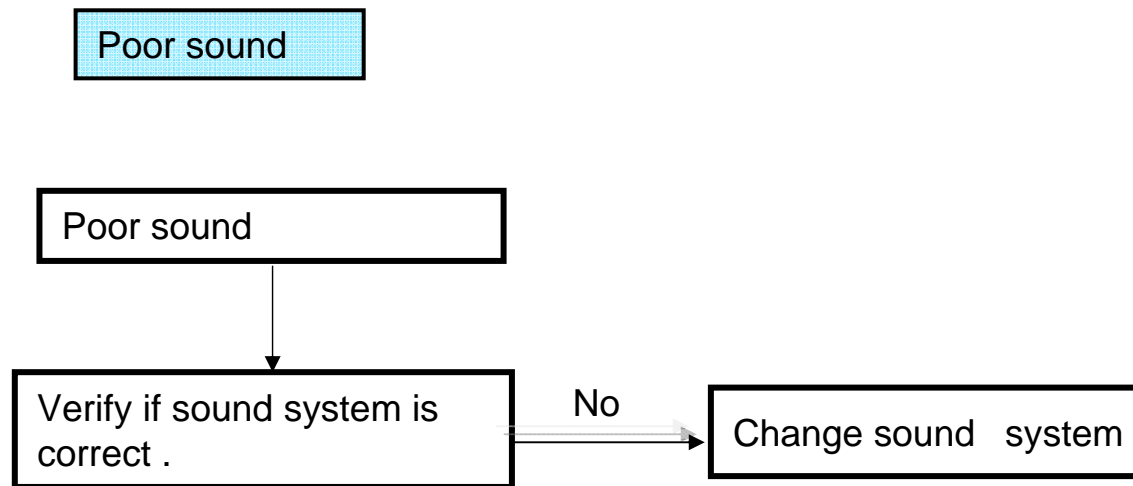 Poor sound
Poor sound
Verify if sound system is
correct .
No
Change sound   system